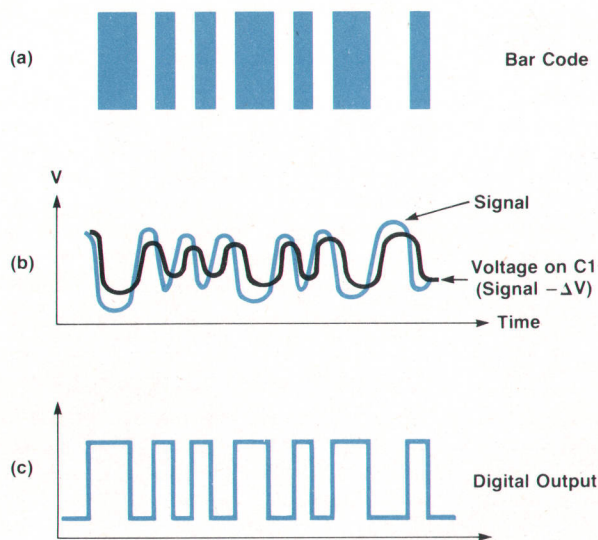 (a)
Bar Code
V
Signal
(b)
Voltage on C1
(Signal −ΔV)
Time
(c)
Digital Output